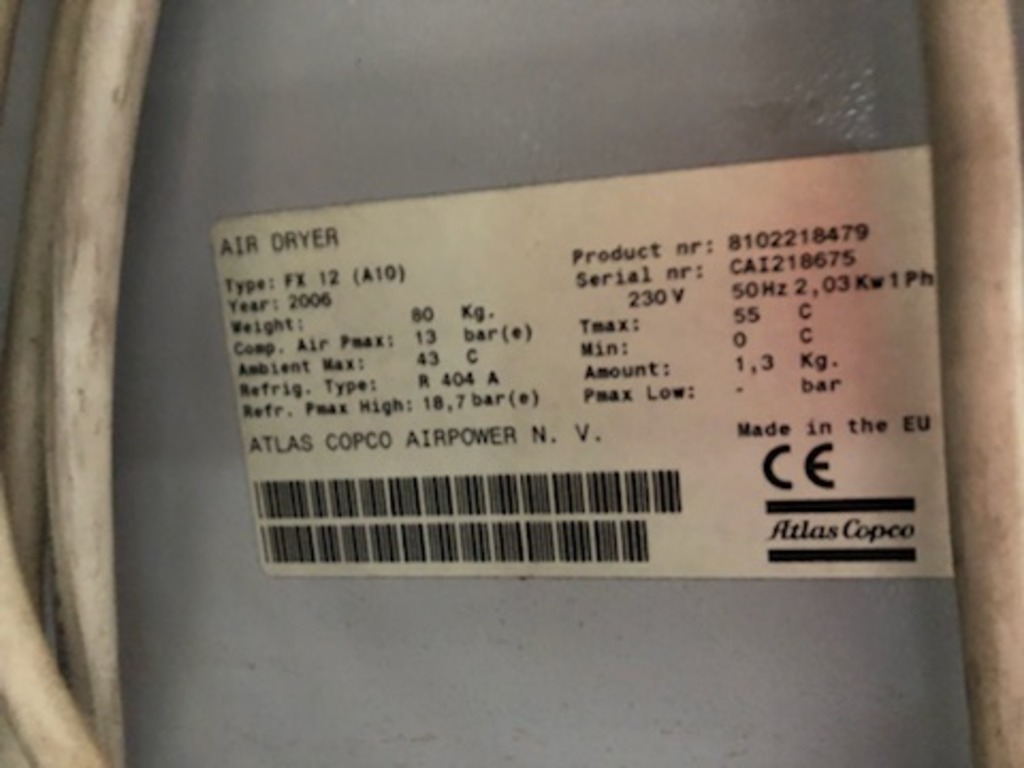 AIR DRYER
Type: FX 12 (A10)
Year: 2006
Weight: 80 Kg.
Comp. Air Pmax: 13 bar(e)
Ambient Max: 43 C
Refrig. Type: R 404 A
Refr. Pmax High: 18,7 bar(e)
ATLAS COPCO AIRPOWER N. V.
Product nr: 8102218479
Serial nr: CAI218675
230 V 50Hz 2,03 Kw 1 Ph
Tmax: 55 C
Min: 0 C
Amount: 1,3 Kg.
Pmax Low: - bar
Made in the EU
CE
Atlas Copco